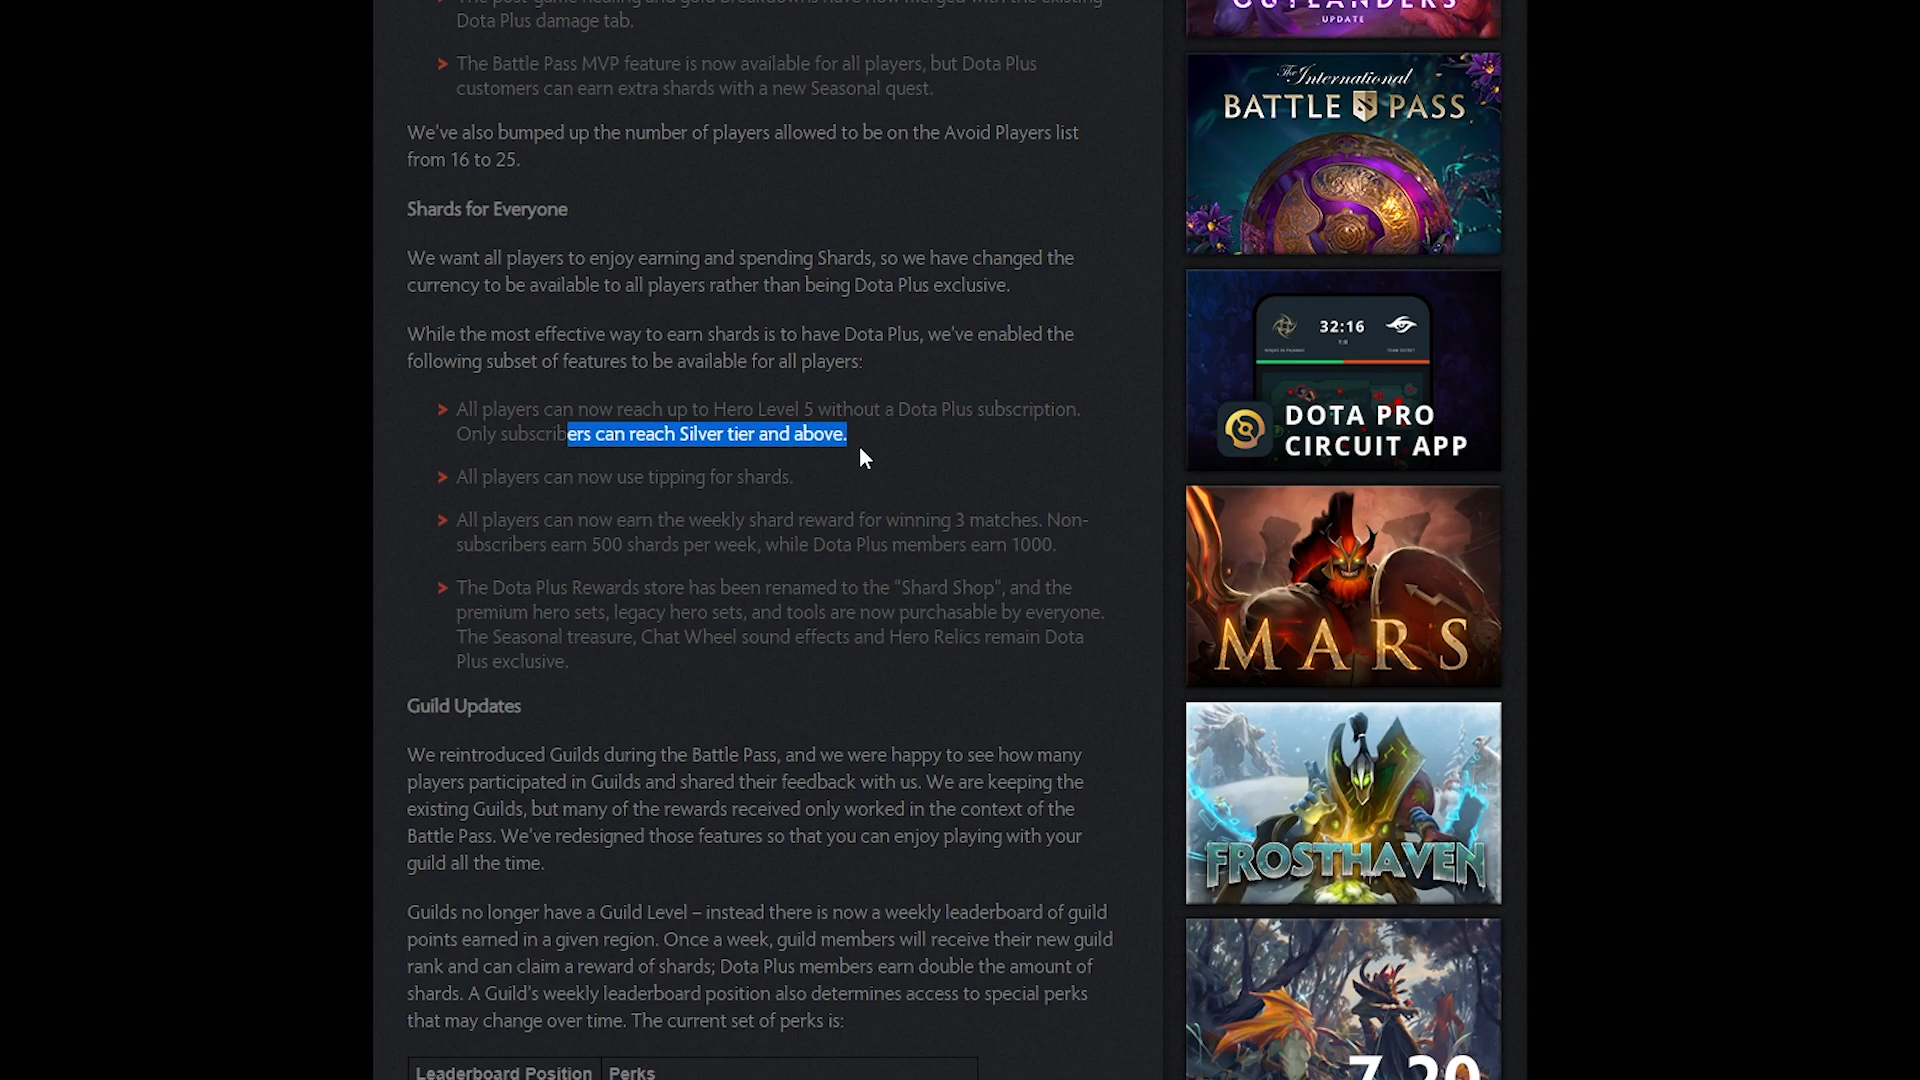 The post-game healing and gold breakdowns have now merged with the existing
Dota Plus damage tab.
The Battle Pass MVP feature is now available for all players, but Dota Plus
customers can earn extra shards with a new Seasonal quest.
We've also bumped up the number of players allowed to be on the Avoid Players list
from 16 to 25.
Shards for Everyone
We want all players to enjoy earning and spending Shards, so we have changed the
currency to be available to all players rather than being Dota Plus exclusive.
While the most effective way to earn shards is to have Dota Plus, we've enabled the
following subset of features to be available for all players:
All players can now reach up to Hero Level 5 without a Dota Plus subscription.
Only subscribers can reach Silver tier and above.
All players can now use tipping for shards.
All players can now earn the weekly shard reward for winning 3 matches. Non-
subscribers earn 500 shards per week, while Dota Plus members earn 1000.
The Dota Plus Rewards store has been renamed to the "Shard Shop", and the
premium hero sets, legacy hero sets, and tools are now purchasable by everyone.
The Seasonal treasure, Chat Wheel sound effects and Hero Relics remain Dota
Plus exclusive.
Guild Updates
We reintroduced Guilds during the Battle Pass, and we were happy to see how many
players participated in Guilds and shared their feedback with us. We are keeping the
existing Guilds, but many of the rewards received only worked in the context of the
Battle Pass. We've redesigned those features so that you can enjoy playing with your
guild all the time.
Guilds no longer have a Guild Level – instead there is now a weekly leaderboard of guild
points earned in a given region. Once a week, guild members will receive their new guild
rank and can claim a reward of shards; Dota Plus members earn double the amount of
shards. A Guild's weekly leaderboard position also determines access to special perks
that may change over time. The current set of perks is:
Leaderboard Position Perks
OUTLANDERS
UPDATE
The International
BATTLE PASS
32:16
DOTA PRO
CIRCUIT APP
MARS
FROSTHAVEN